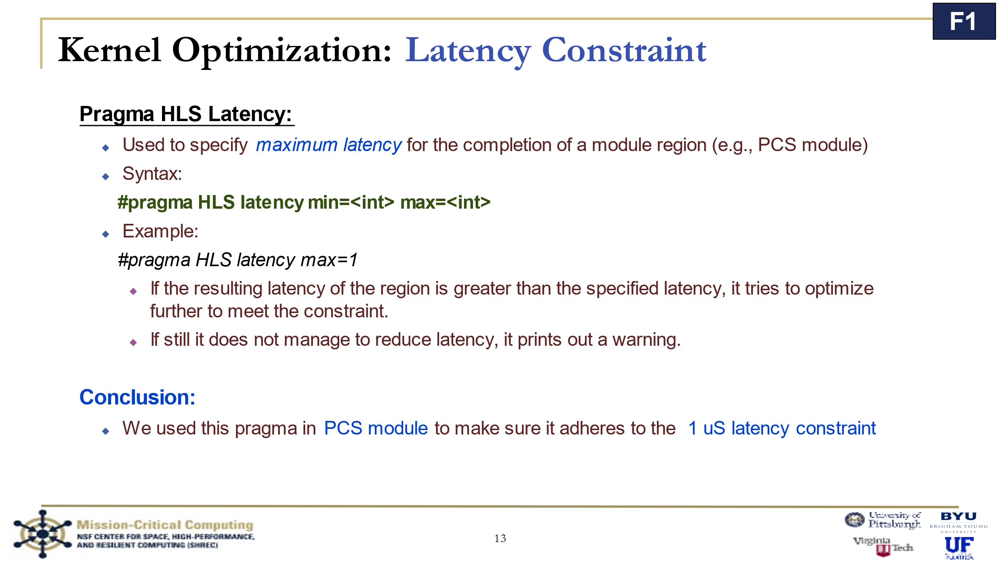 F1
Kernel Optimization: Latency Constraint
Pragma HLS Latency:
Used to specify maximum latency for the completion of a module region (e.g., PCS module)
Syntax:
#pragma HLS latency min=<int> max=<int>
Example:
#pragma HLS latency max=1
If the resulting latency of the region is greater than the specified latency, it tries to optimize
further to meet the constraint.
If still it does not manage to reduce latency, it prints out a warning.
Conclusion:
We used this pragma in PCS module to make sure it adheres to the 1 uS latency constraint
Mission-Critical Computing
NSF CENTER FOR SPACE, HIGH-PERFORMANCE,
AND RESILIENT COMPUTING (SHREC)
13
University of
Pittsburgh
BYU
BRIGHAM YOUNG
UNIVERSITY
Virginia
Tech
UF
FLORIDA